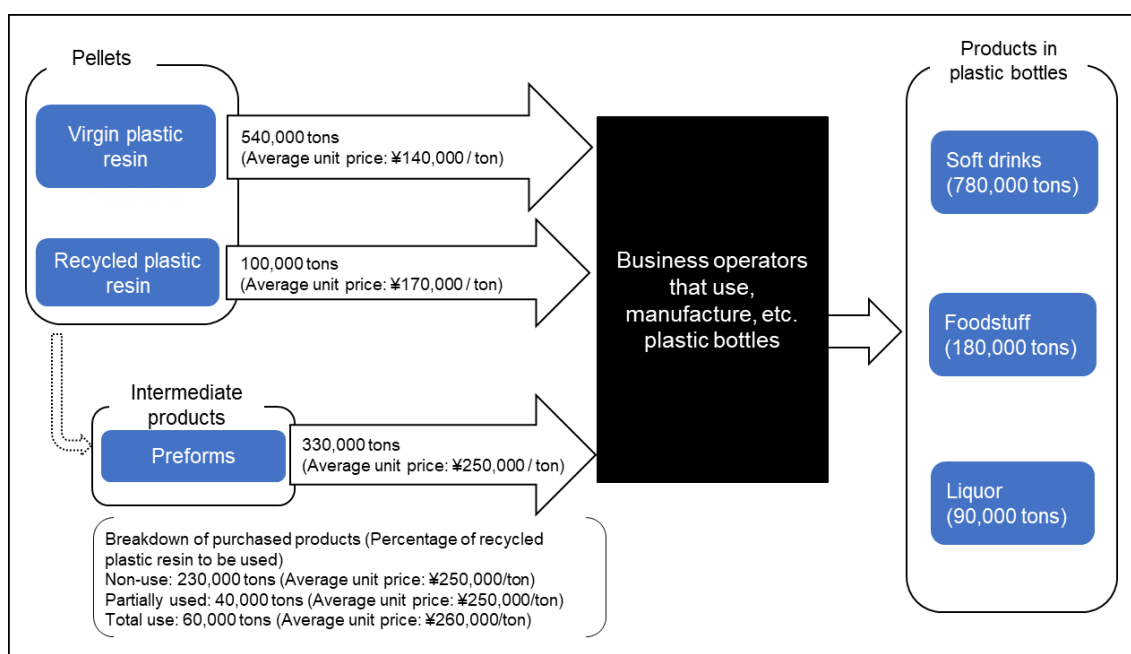 Pellets
Virgin plastic
resin
540,000 tons
(Average unit price: ¥140,000 / ton)
Recycled plastic
resin
100,000 tons
(Average unit price: ¥170,000 / ton)
Intermediate
products
Preforms
330,000 tons
(Average unit price: ¥250,000 / ton)
Breakdown of purchased products (Percentage of recycled
plastic resin to be used)
Non-use: 230,000 tons (Average unit price: ¥250,000/ton)
Partially used: 40,000 tons (Average unit price: ¥250,000/ton)
Total use: 60,000 tons (Average unit price: ¥260,000/ton)
Business operators
that use,
manufacture, etc.
plastic bottles
Products in
plastic bottles
Soft drinks
(780,000 tons)
Foodstuff
(180,000 tons)
Liquor
(90,000 tons)